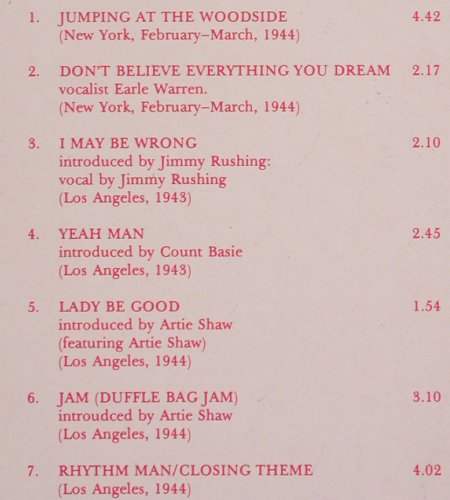 1. JUMPING AT THE WOODSIDE 4.42
(New York, February–March, 1944)
2. DON'T BELIEVE EVERYTHING YOU DREAM 2.17
vocalist Earle Warren.
(New York, February–March, 1944)
3. I MAY BE WRONG 2.10
introduced by Jimmy Rushing:
vocal by Jimmy Rushing
(Los Angeles, 1943)
4. YEAH MAN 2.45
introduced by Count Basie
(Los Angeles, 1943)
5. LADY BE GOOD 1.54
introduced by Artie Shaw
(featuring Artie Shaw)
(Los Angeles, 1944)
6. JAM (DUFFLE BAG JAM) 3.10
introudced by Artie Shaw
(Los Angeles, 1944)
7. RHYTHM MAN/CLOSING THEME 4.02
(Los Angeles, 1944)